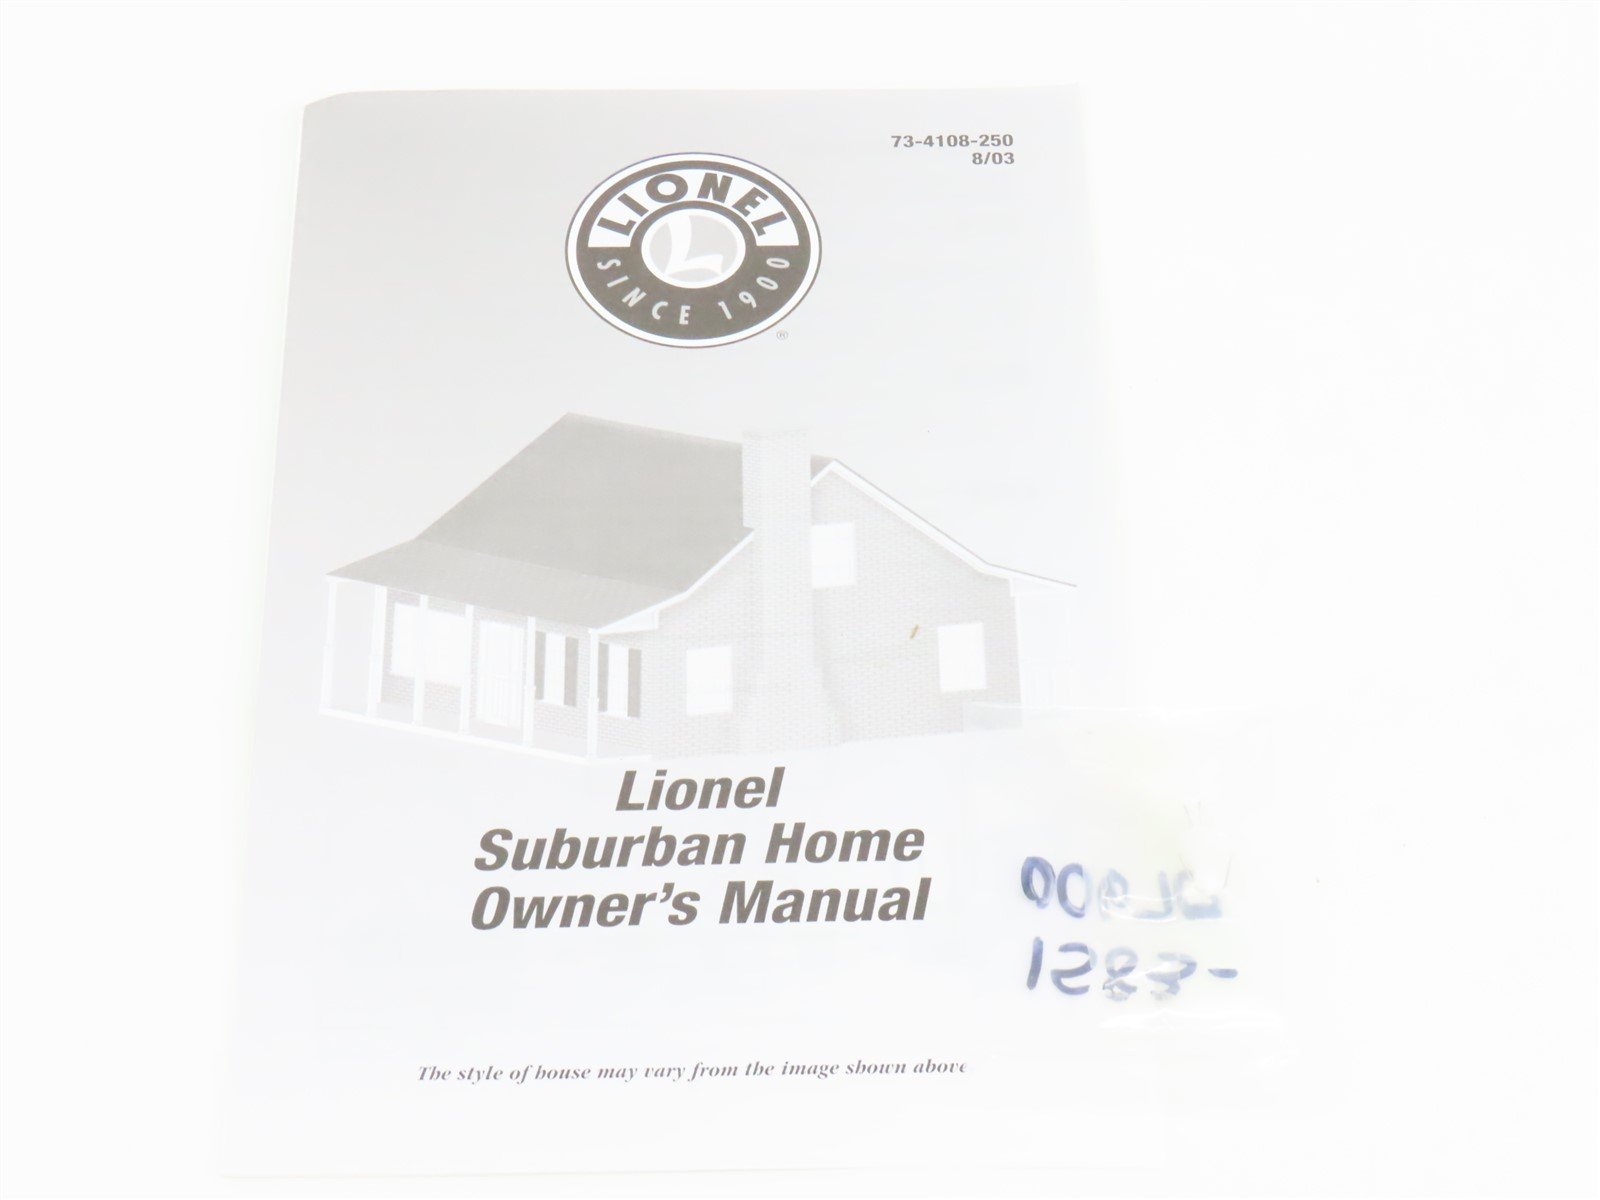 73-4108-250
8/03
LIONEL
SINCE 1900
®
Lionel
Suburban Home
Owner's Manual
The style of house may vary from the image shown above